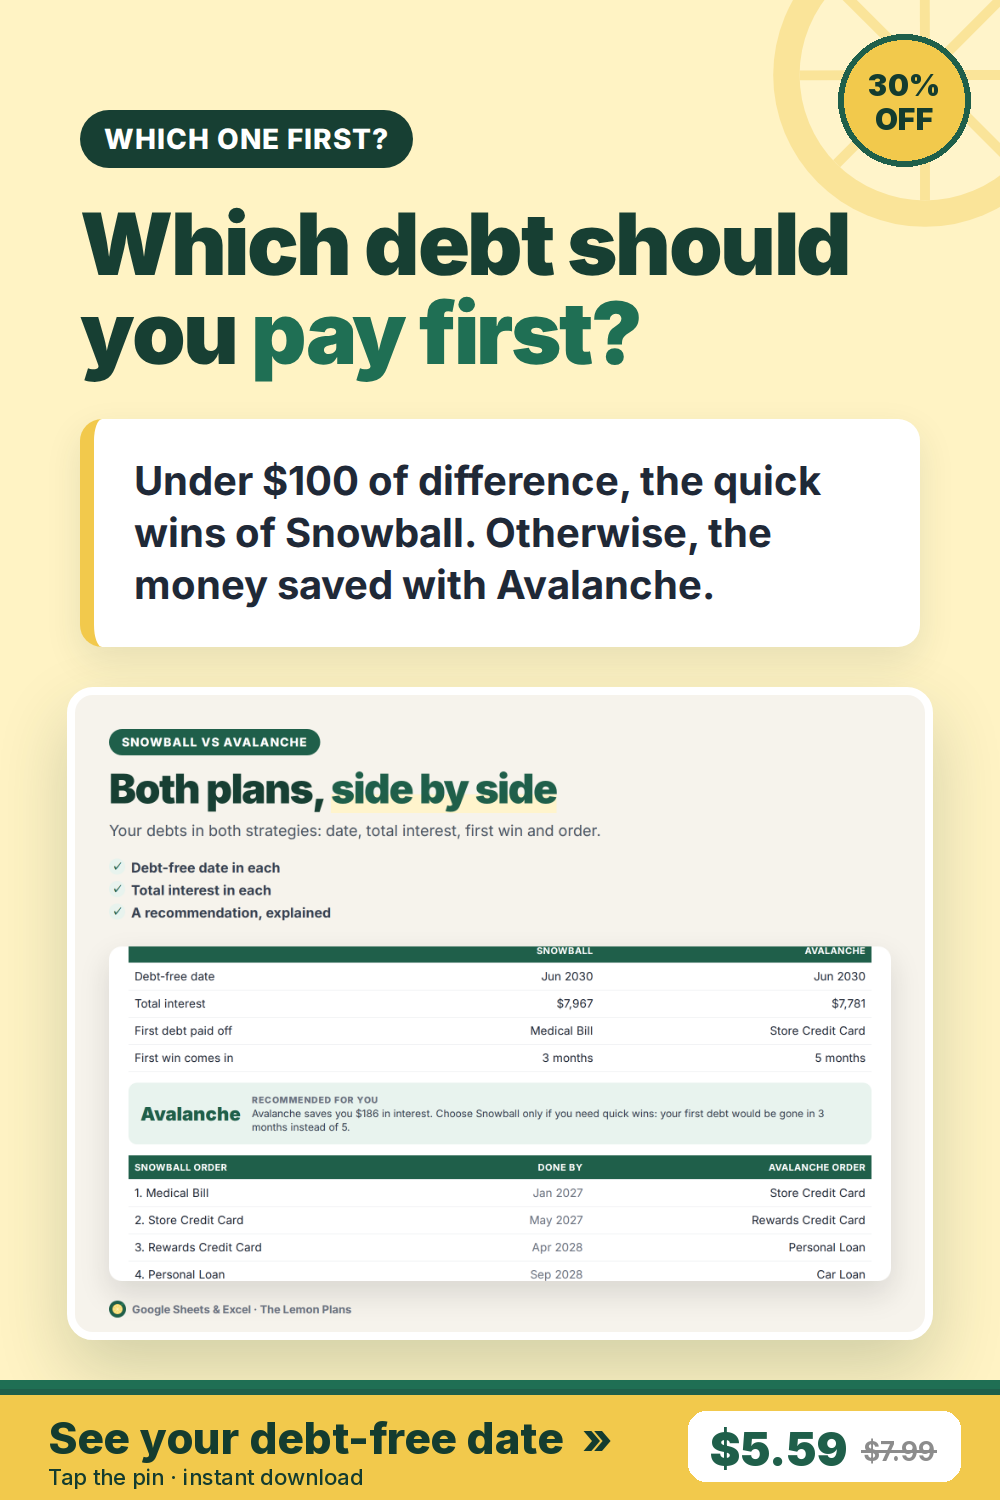 30%
OFF
WHICH ONE FIRST?
Which debt should
you pay first?
Under $100 of difference, the quick
wins of Snowball. Otherwise, the
money saved with Avalanche.
SNOWBALL VS AVALANCHE
Both plans, side by side
Your debts in both strategies: date, total interest, first win and order.
✓ Debt-free date in each
✓ Total interest in each
✓ A recommendation, explained
SNOWBALL AVALANCHE
Debt-free date Jun 2030 Jun 2030
Total interest $7,967 $7,781
First debt paid off Medical Bill Store Credit Card
First win comes in 3 months 5 months
RECOMMENDED FOR YOU
Avalanche
Avalanche saves you $186 in interest. Choose Snowball only if you need quick wins: your first debt would be gone in 3
months instead of 5.
SNOWBALL ORDER DONE BY AVALANCHE ORDER
1. Medical Bill Jan 2027 Store Credit Card
2. Store Credit Card May 2027 Rewards Credit Card
3. Rewards Credit Card Apr 2028 Personal Loan
4. Personal Loan Sep 2028 Car Loan
Google Sheets & Excel · The Lemon Plans
See your debt-free date »
Tap the pin · instant download
$5.59 $7.99